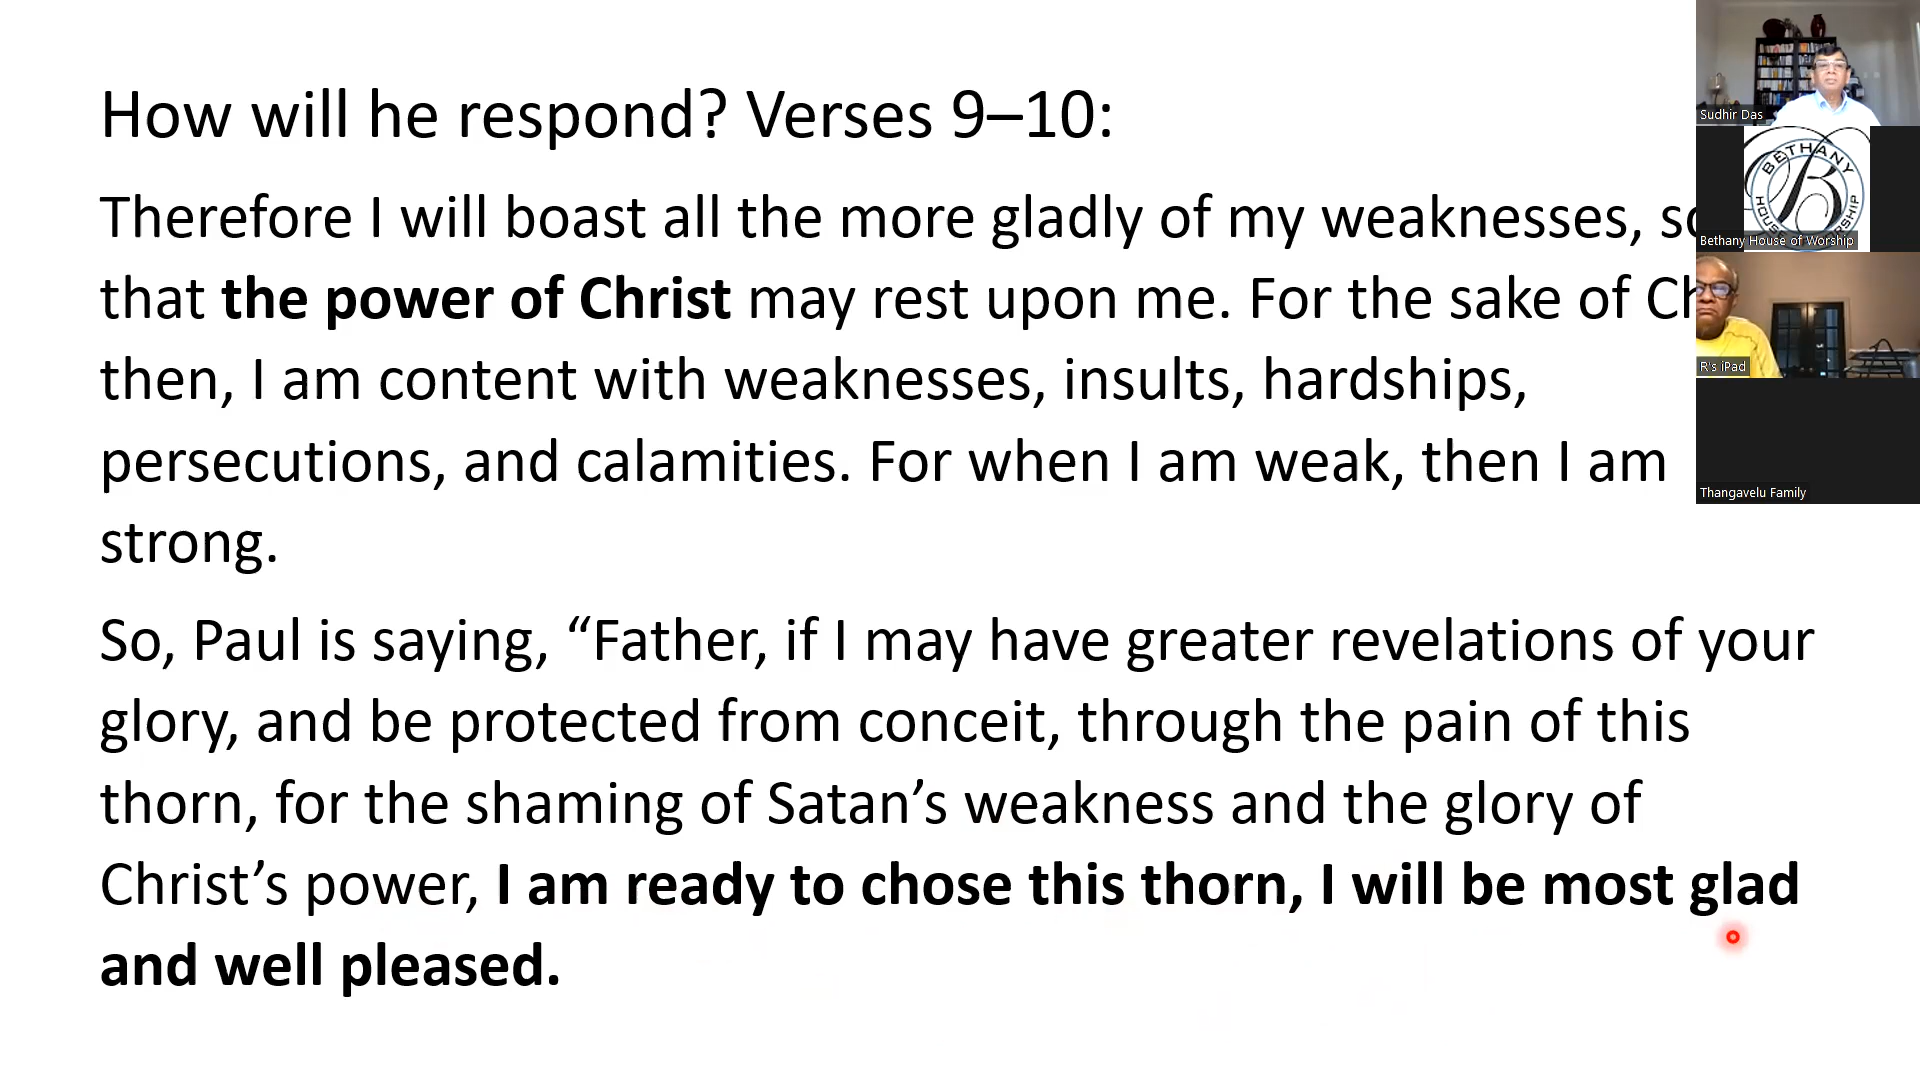 How will he respond? Verses 9–10:
Therefore I will boast all the more gladly of my weaknesses, so
that the power of Christ may rest upon me. For the sake of Ch
then, I am content with weaknesses, insults, hardships,
persecutions, and calamities. For when I am weak, then I am
strong.
So, Paul is saying, “Father, if I may have greater revelations of your
glory, and be protected from conceit, through the pain of this
thorn, for the shaming of Satan’s weakness and the glory of
Christ’s power, I am ready to chose this thorn, I will be most glad
and well pleased.
Sudhir Das
BETHANY
B
Bethany House of Worship
R's iPad
Thangavelu Family